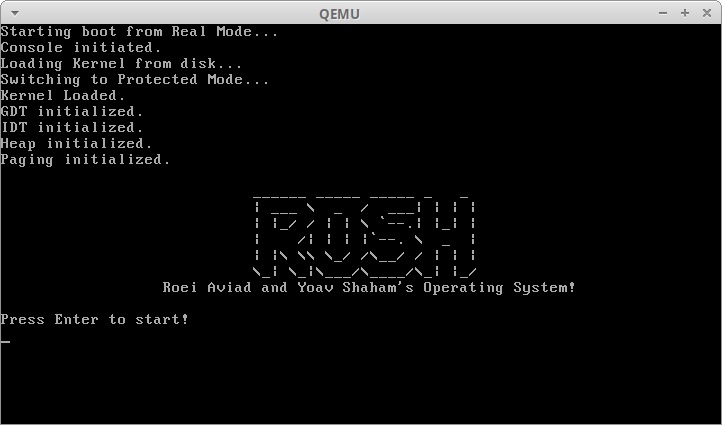 QEMU
Starting boot from Real Mode...
Console initiated.
Loading Kernel from disk...
Switching to Protected Mode...
Kernel Loaded.
GDT initialized.
IDT initialized.
Heap initialized.
Paging initialized.
ROSH
Roei Aviad and Yoav Shaham's Operating System!
Press Enter to start!